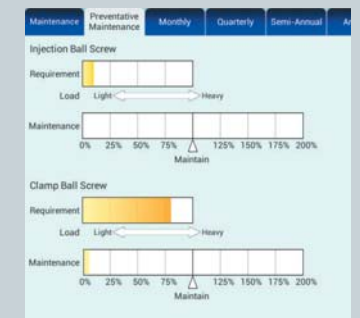 Maintenance Preventative Maintenance Monthly Quarterly Semi-Annual
Injection Ball Screw
Requirement
Load Light Heavy
Maintenance
0% 25% 50% 75% 125% 150% 175% 200%
Maintain
Clamp Ball Screw
Requirement
Load Light Heavy
Maintenance
0% 25% 50% 75% 125% 150% 175% 200%
Maintain